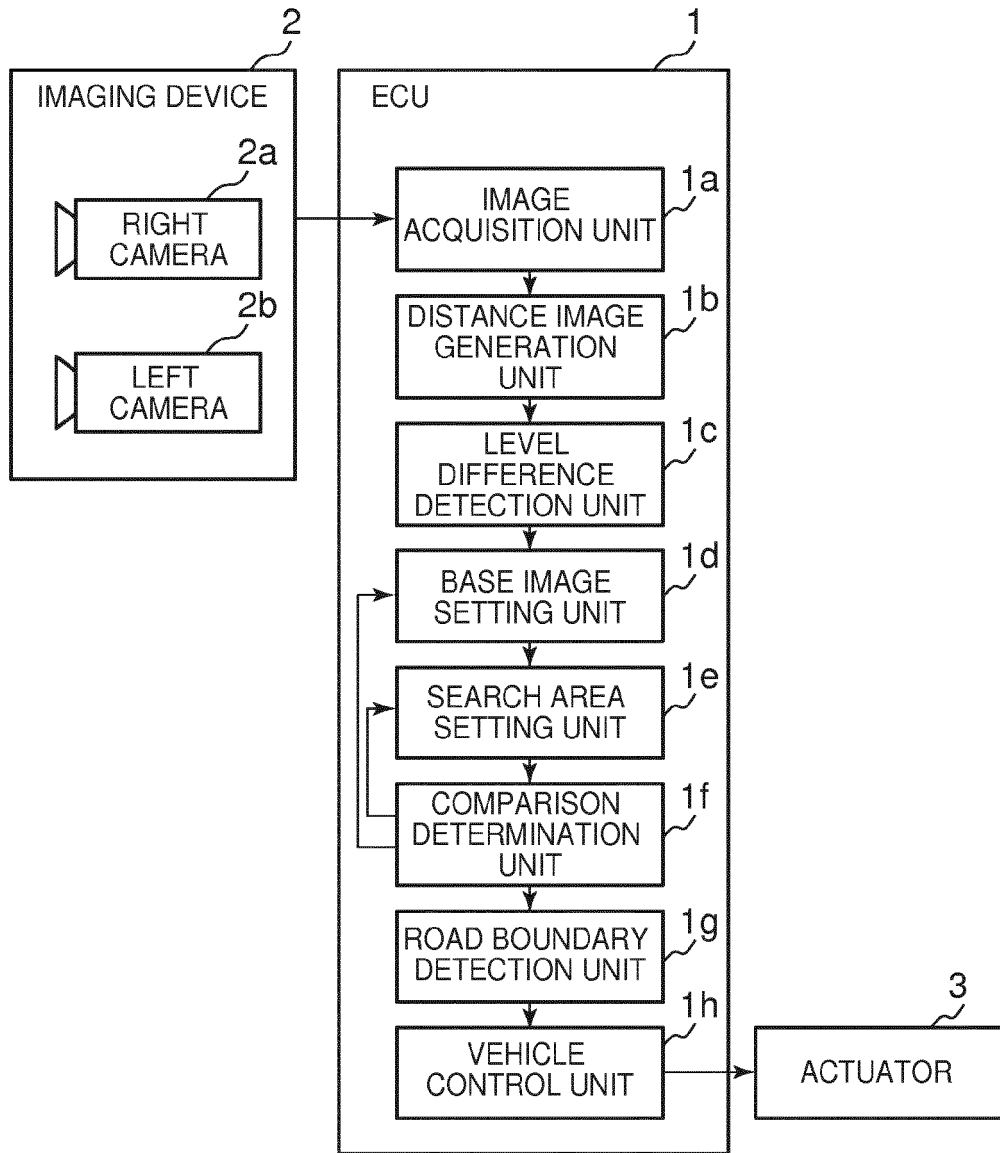 2
1
IMAGING DEVICE
ECU
2a
RIGHT
CAMERA
2b
LEFT
CAMERA
1a
IMAGE
ACQUISITION UNIT
1b
DISTANCE IMAGE
GENERATION
UNIT
1c
LEVEL
DIFFERENCE
DETECTION UNIT
1d
BASE IMAGE
SETTING UNIT
1e
SEARCH AREA
SETTING UNIT
1f
COMPARISON
DETERMINATION
UNIT
1g
ROAD BOUNDARY
DETECTION UNIT
1h
VEHICLE
CONTROL UNIT
3
ACTUATOR